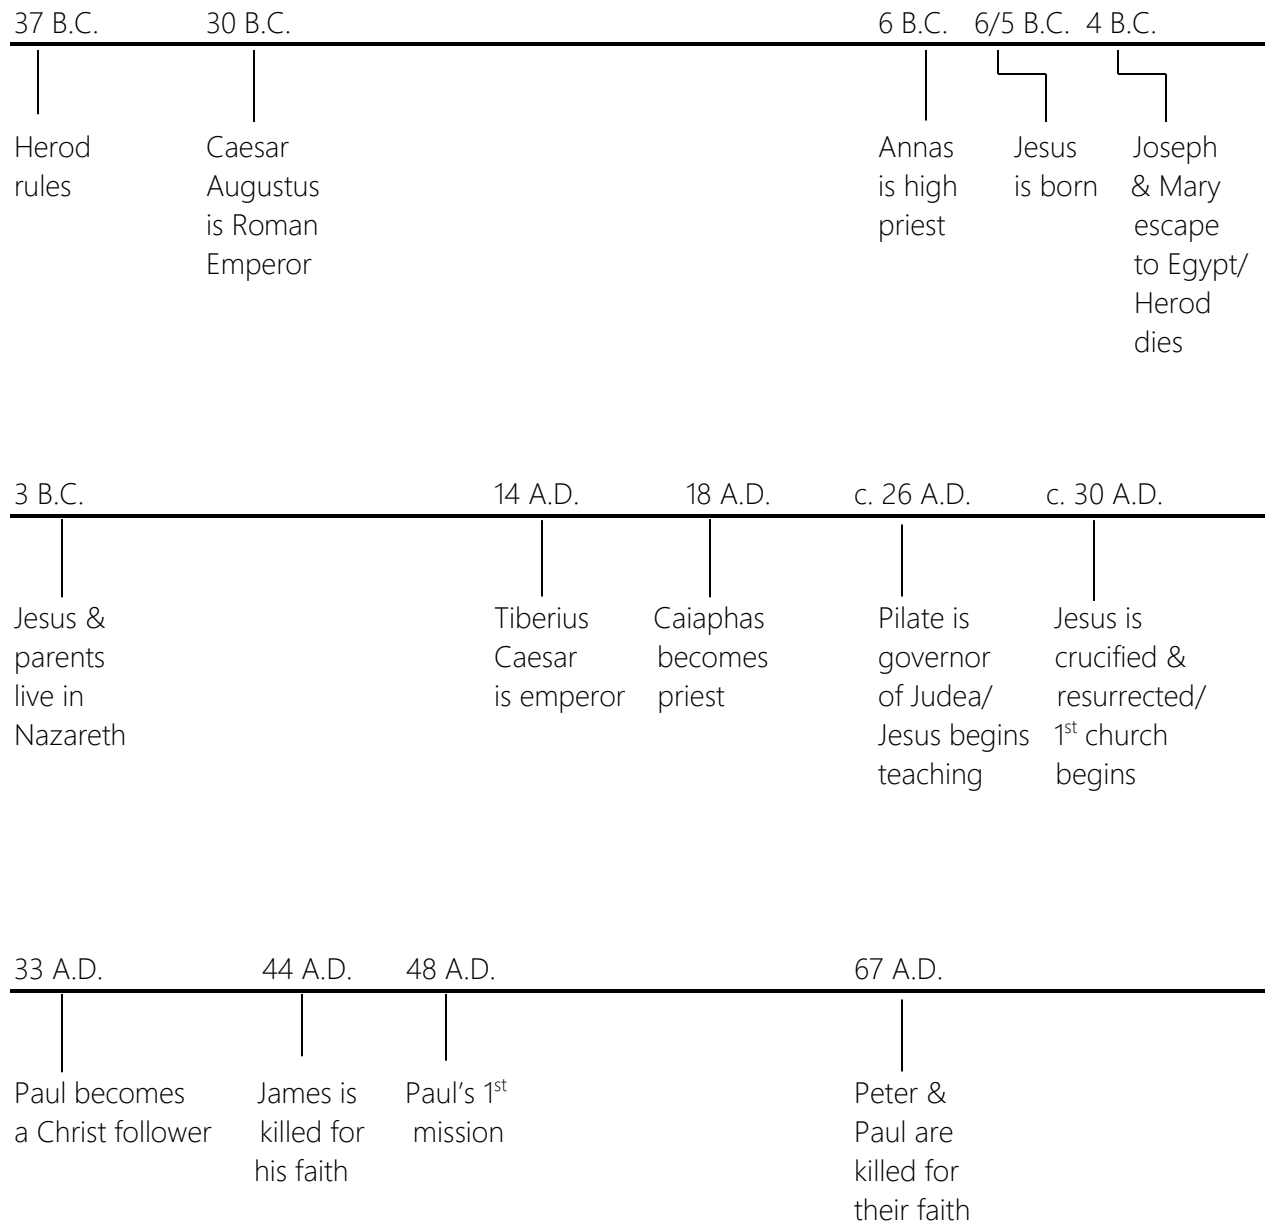 37 B.C. 30 B.C. 6 B.C. 6/5 B.C. 4 B.C.
Herod
rules
Caesar
Augustus
is Roman
Emperor
Annas
is high
priest
Jesus
is born
Joseph
& Mary
escape
to Egypt/
Herod
dies
3 B.C. 14 A.D. 18 A.D. c. 26 A.D. c. 30 A.D.
Jesus &
parents
live in
Nazareth
Tiberius
Caesar
is emperor
Caiaphas
becomes
priest
Pilate is
governor
of Judea/
Jesus begins
teaching
Jesus is
crucified &
resurrected/
1st church
begins
33 A.D. 44 A.D. 48 A.D. 67 A.D.
Paul becomes
a Christ follower
James is
killed for
his faith
Paul’s 1st
mission
Peter &
Paul are
killed for
their faith